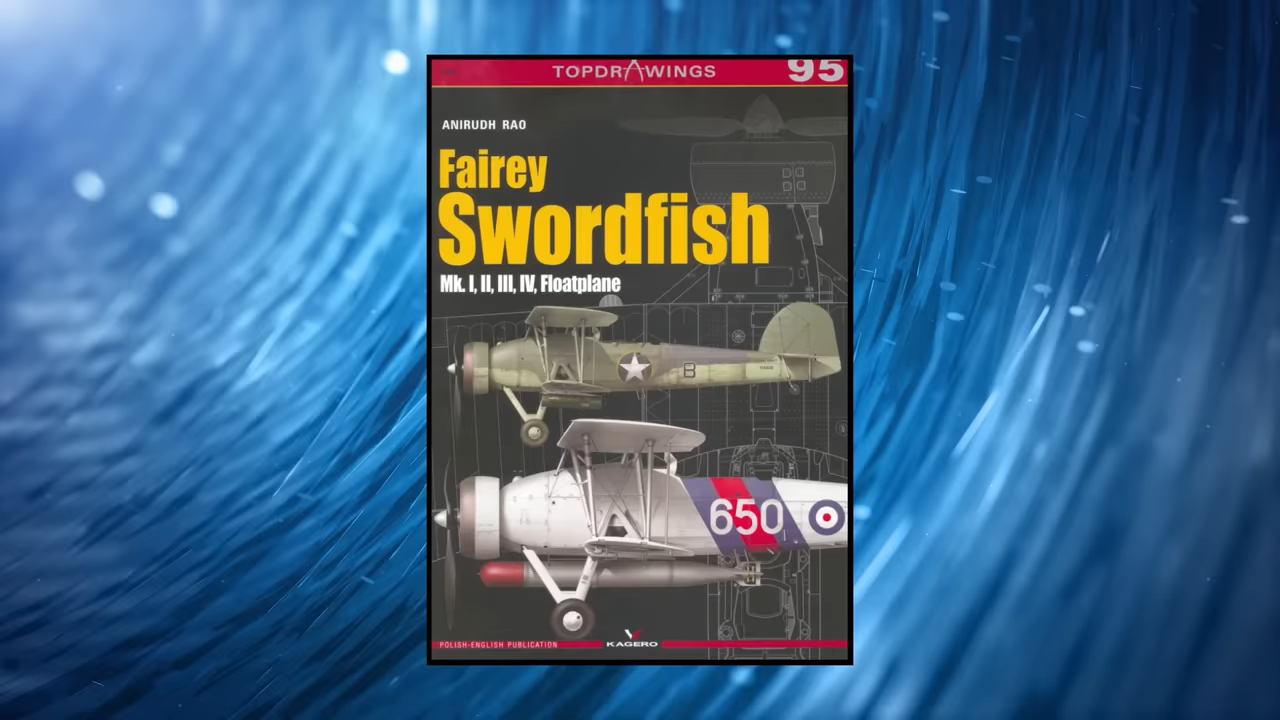 TOPDRAWINGS 95
ANIRUDH RAO
Fairey
Swordfish
Mk. I, II, III, IV, Floatplane
B
650
POLISH-ENGLISH PUBLICATION
KAGERO